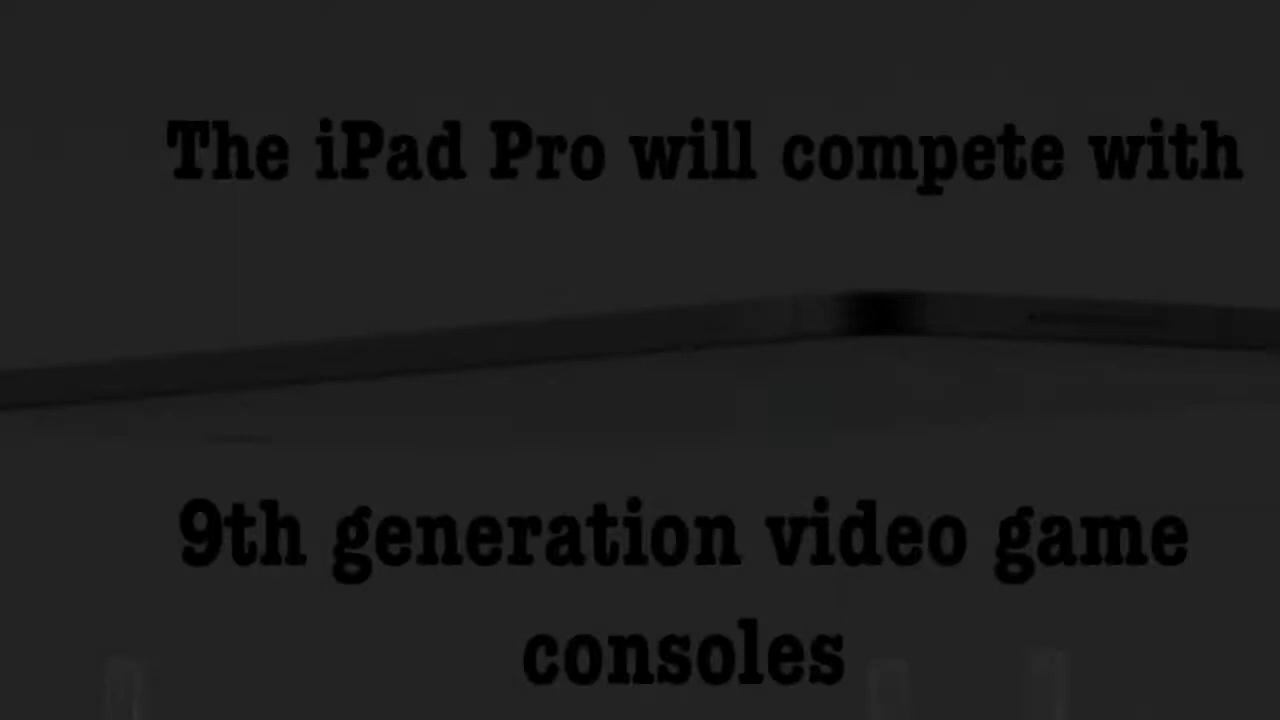 The iPad Pro will compete with
9th generation video game
consoles